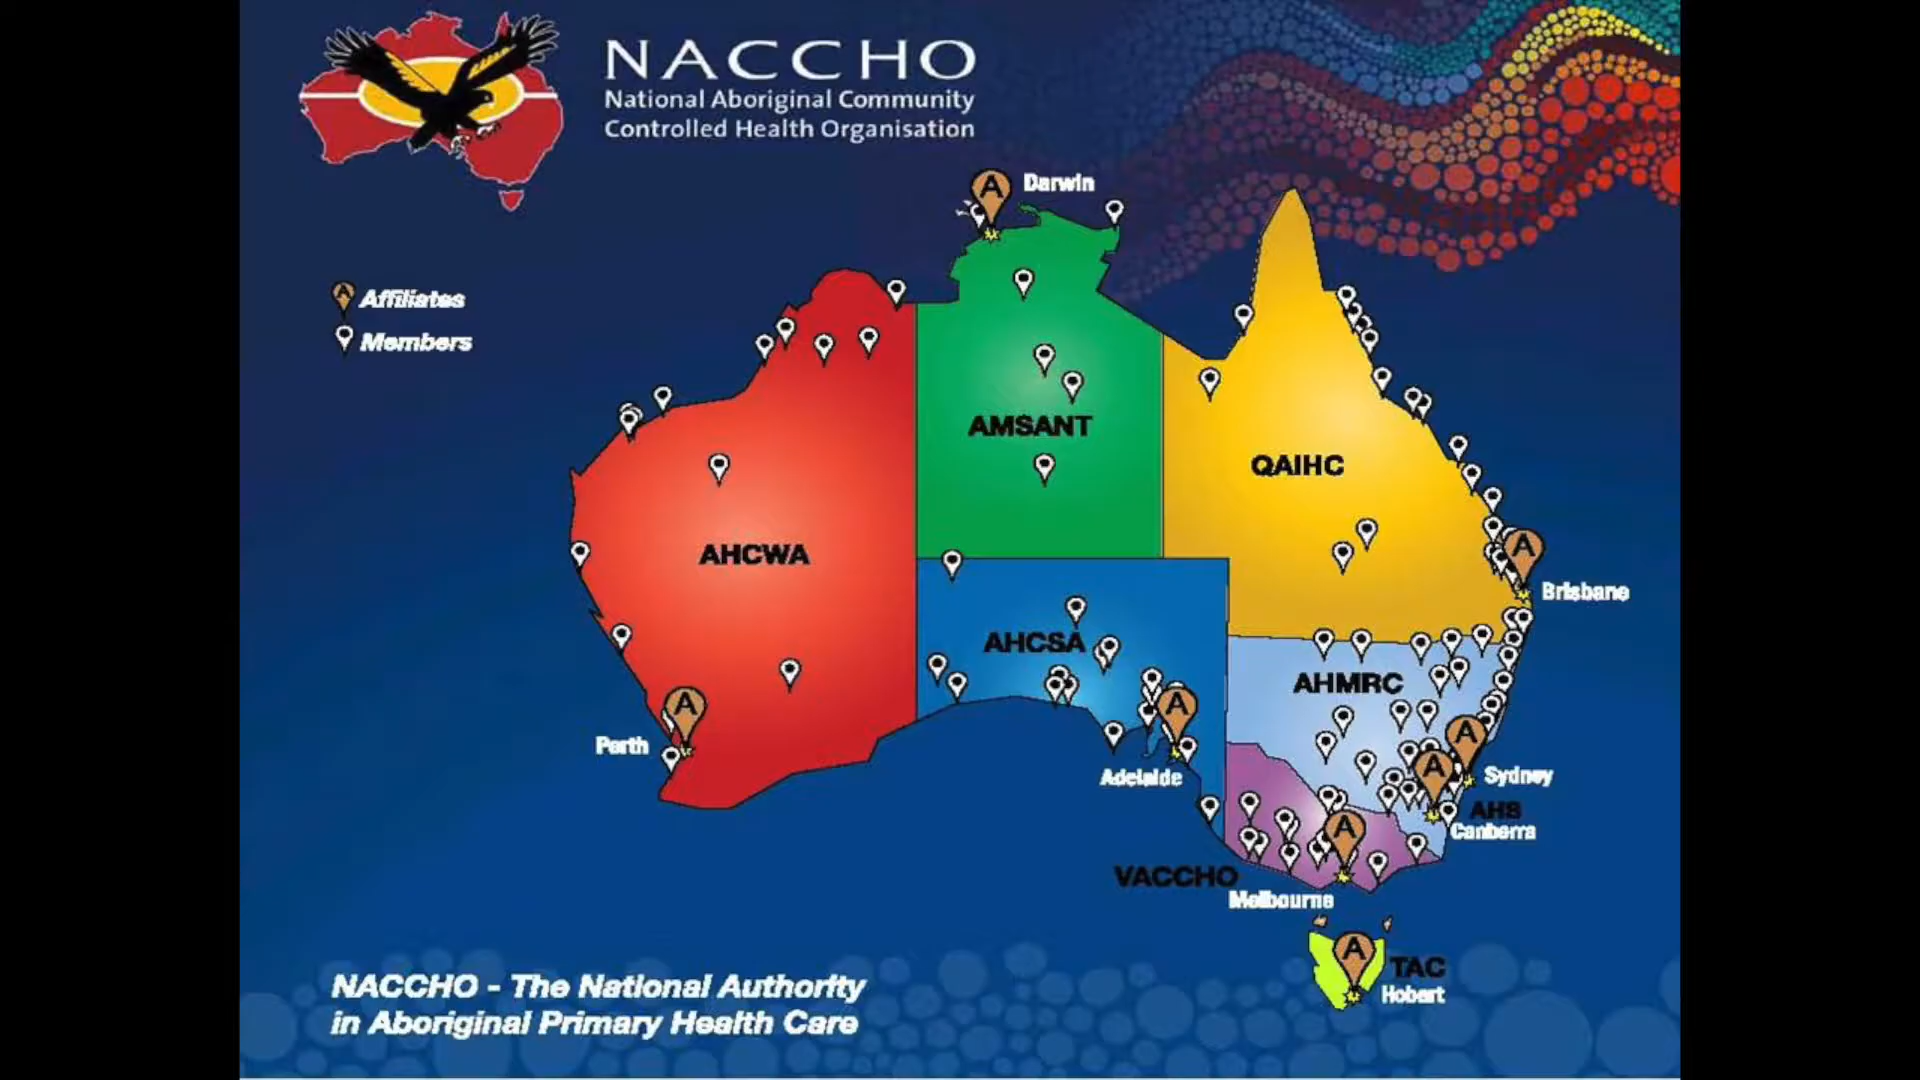 NACCHO
National Aboriginal Community
Controlled Health Organisation
A
Darwin
A Affiliates
Members
AMSANT
QAIHC
AHCWA
A
Brisbane
AHCSA
AHMRC
A
Perth
A
Adelaide
A
Sydney
A
AHS
Canberra
A
VACCHO
Melbourne
A
TAC
Hobart
NACCHO - The National Authority
in Aboriginal Primary Health Care